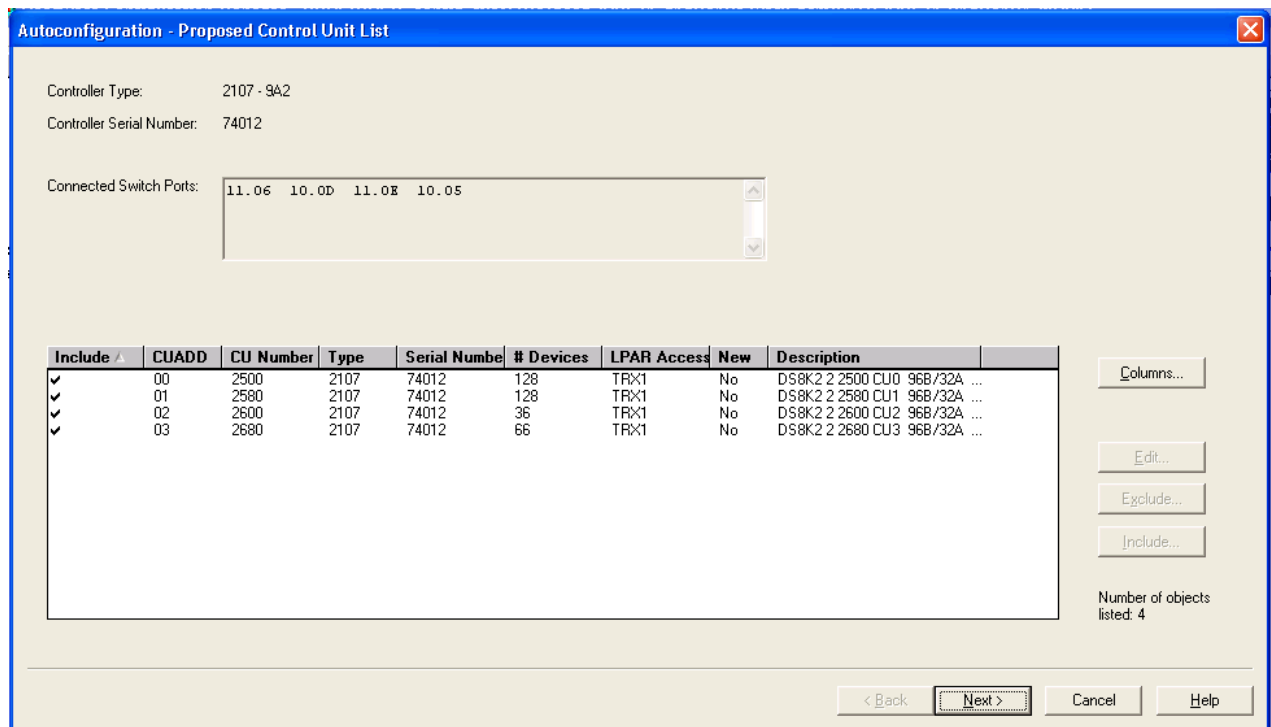 Autoconfiguration - Proposed Control Unit List
Controller Type: 2107 - 9A2
Controller Serial Number: 74012
Connected Switch Ports: 11.06 10.0D 11.0E 10.05
Include CUADD CU Number Type Serial Numbe # Devices LPAR Access New Description
00 2500 2107 74012 128 TRX1 No DS8K2 2 2500 CU0 96B/32A ...
01 2580 2107 74012 128 TRX1 No DS8K2 2 2580 CU1 96B/32A ...
02 2600 2107 74012 36 TRX1 No DS8K2 2 2600 CU2 96B/32A ...
03 2680 2107 74012 66 TRX1 No DS8K2 2 2680 CU3 96B/32A ...
Columns...
Edit...
Exclude...
Include...
Number of objects
listed: 4
< Back Next > Cancel Help